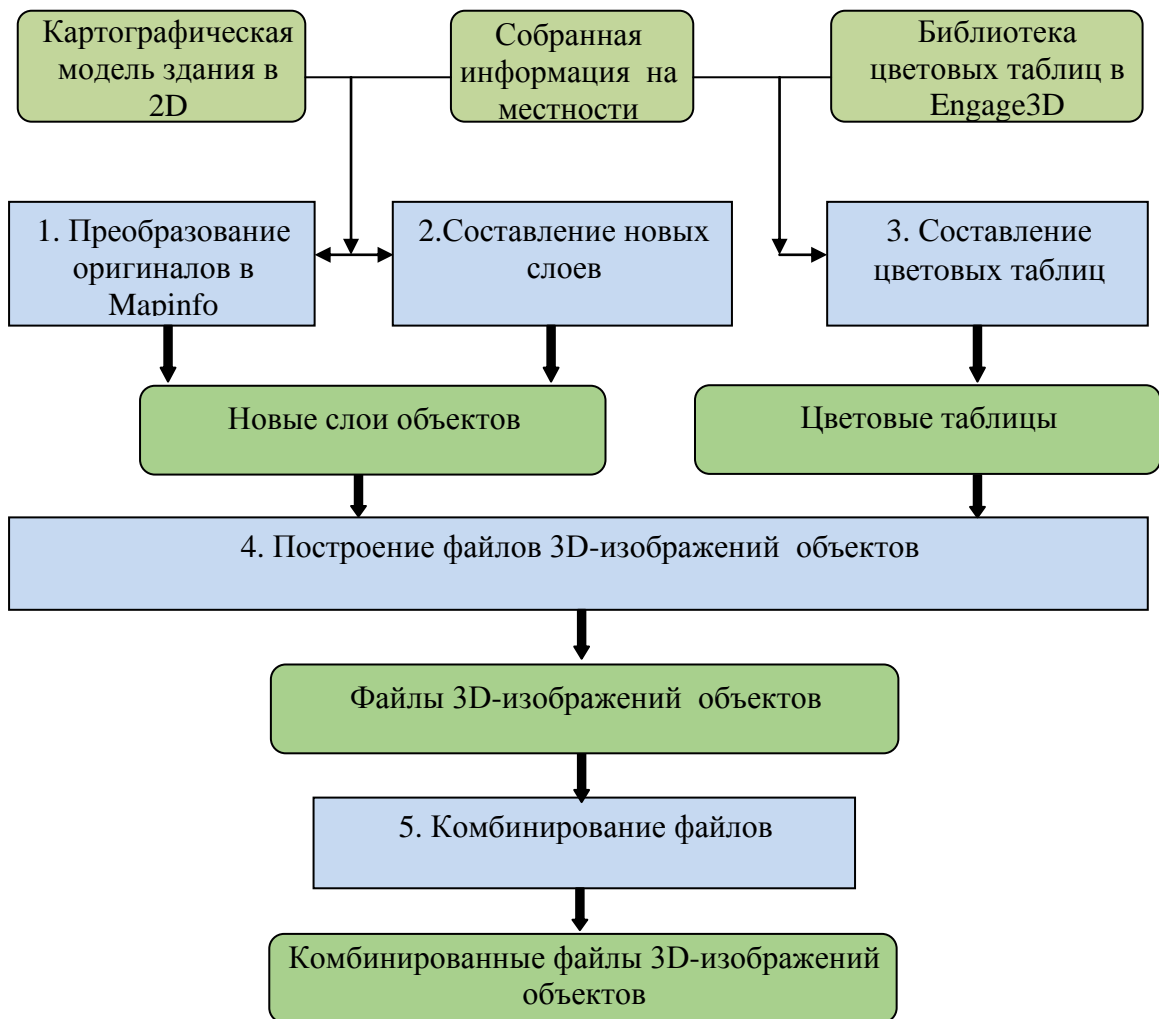 Картографическая
модель здания в
2D
Собранная
информация на
местности
Библиотека
цветовых таблиц в
Engage3D
1. Преобразование
оригиналов в
Mapinfo
2.Составление новых
слоев
3. Составление
цветовых таблиц
Новые слои объектов
Цветовые таблицы
4. Построение файлов 3D-изображений объектов
Файлы 3D-изображений объектов
5. Комбинирование файлов
Комбинированные файлы 3D-изображений
объектов